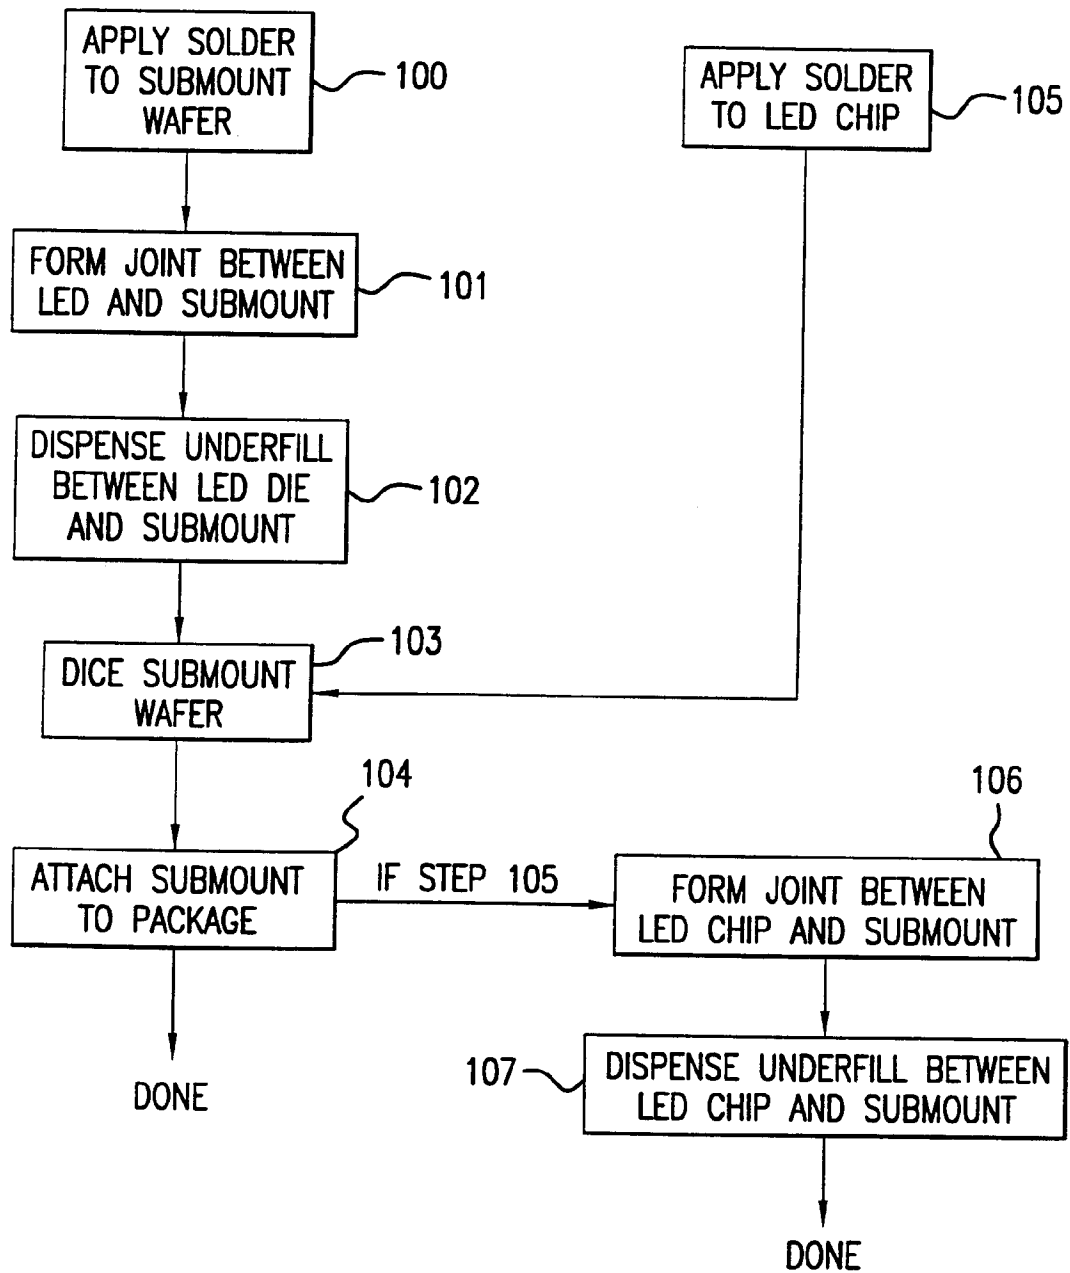 APPLY SOLDER
TO SUBMOUNT
WAFER
100
APPLY SOLDER
TO LED CHIP
105
FORM JOINT BETWEEN
LED AND SUBMOUNT
101
DISPENSE UNDERFILL
BETWEEN LED DIE
AND SUBMOUNT
102
DICE SUBMOUNT
WAFER
103
ATTACH SUBMOUNT
TO PACKAGE
104
IF STEP 105
FORM JOINT BETWEEN
LED CHIP AND SUBMOUNT
106
DONE
DISPENSE UNDERFILL BETWEEN
LED CHIP AND SUBMOUNT
107
DONE